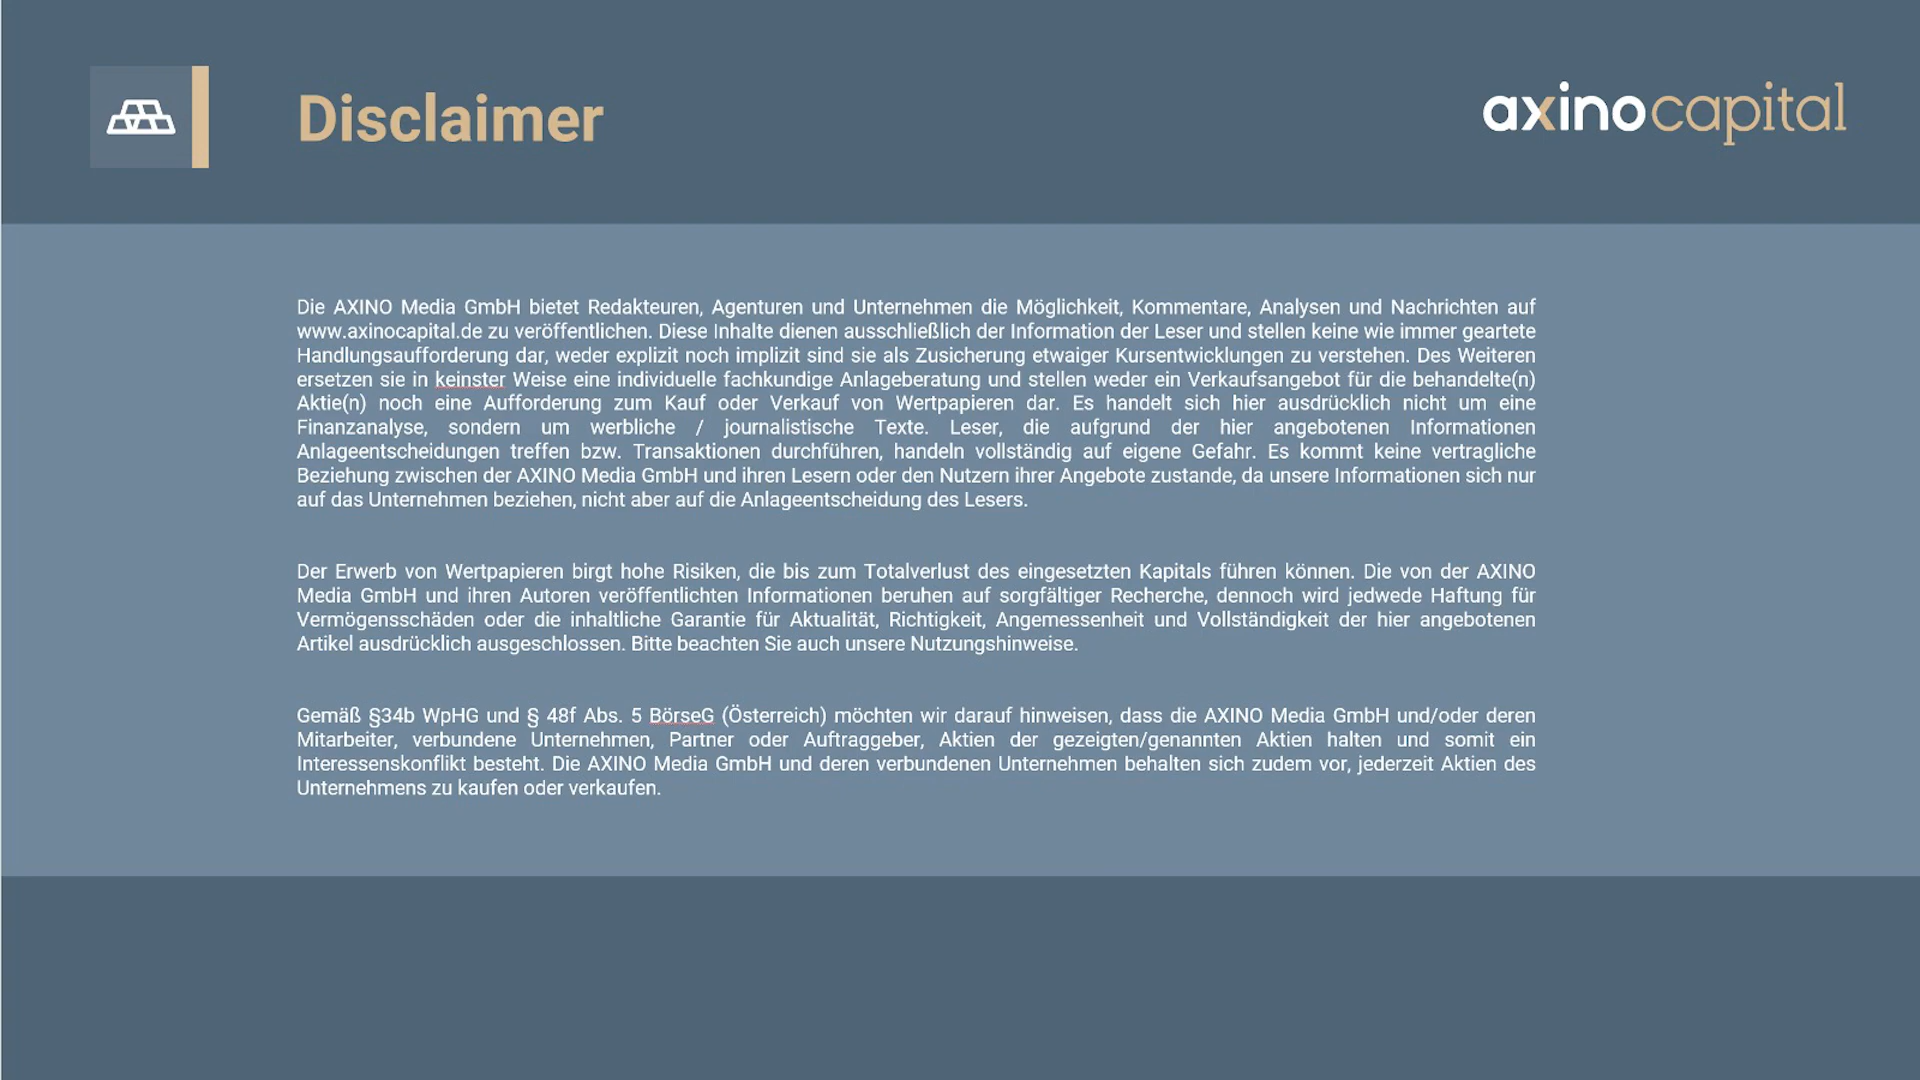 Disclaimer
axinocapital
Die AXINO Media GmbH bietet Redakteuren, Agenturen und Unternehmen die Möglichkeit, Kommentare, Analysen und Nachrichten auf
www.axinocapital.de zu veröffentlichen. Diese Inhalte dienen ausschließlich der Information der Leser und stellen keine wie immer geartete
Handlungsaufforderung dar, weder explizit noch implizit sind sie als Zusicherung etwaiger Kursentwicklungen zu verstehen. Des Weiteren
ersetzen sie in keinster Weise eine individuelle fachkundige Anlageberatung und stellen weder ein Verkaufsangebot für die behandelte(n)
Aktie(n) noch eine Aufforderung zum Kauf oder Verkauf von Wertpapieren dar. Es handelt sich hier ausdrücklich nicht um eine
Finanzanalyse, sondern um werbliche / journalistische Texte. Leser, die aufgrund der hier angebotenen Informationen
Anlageentscheidungen treffen bzw. Transaktionen durchführen, handeln vollständig auf eigene Gefahr. Es kommt keine vertragliche
Beziehung zwischen der AXINO Media GmbH und ihren Lesern oder den Nutzern ihrer Angebote zustande, da unsere Informationen sich nur
auf das Unternehmen beziehen, nicht aber auf die Anlageentscheidung des Lesers.
Der Erwerb von Wertpapieren birgt hohe Risiken, die bis zum Totalverlust des eingesetzten Kapitals führen können. Die von der AXINO
Media GmbH und ihren Autoren veröffentlichten Informationen beruhen auf sorgfältiger Recherche, dennoch wird jedwede Haftung für
Vermögensschäden oder die inhaltliche Garantie für Aktualität, Richtigkeit, Angemessenheit und Vollständigkeit der hier angebotenen
Artikel ausdrücklich ausgeschlossen. Bitte beachten Sie auch unsere Nutzungshinweise.
Gemäß §34b WpHG und § 48f Abs. 5 BörseG (Österreich) möchten wir darauf hinweisen, dass die AXINO Media GmbH und/oder deren
Mitarbeiter, verbundene Unternehmen, Partner oder Auftraggeber, Aktien der gezeigten/genannten Aktien halten und somit ein
Interessenskonflikt besteht. Die AXINO Media GmbH und deren verbundenen Unternehmen behalten sich zudem vor, jederzeit Aktien des
Unternehmens zu kaufen oder verkaufen.